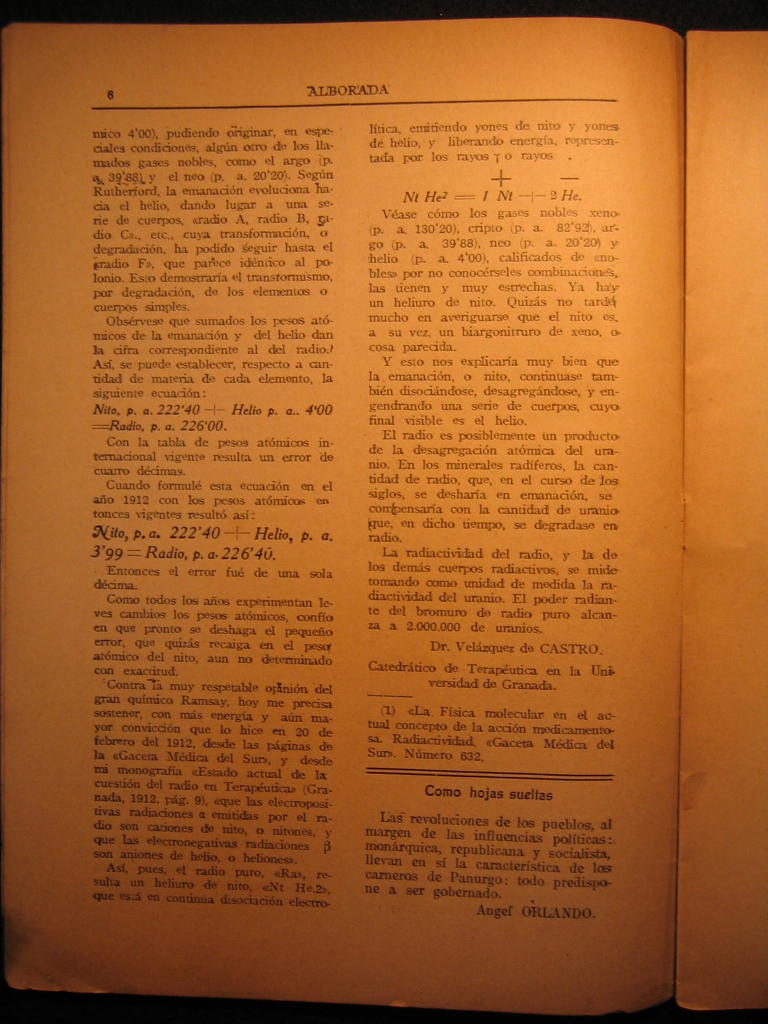 6
ALBORADA
mico 4'00), pudiendo originar, en espe-
ciales condiciones, algún otro de los lla-
mados gases nobles, como el argo (p.
a. 39'88) y el neo (p. a. 20'20). Según
Rutherford, la emanación evoluciona ha-
cia el helio, dando lugar a una se-
rie de cuerpos, «radio A, radio B, ra-
dio C», etc., cuya transformación, o
degradación, ha podido seguir hasta el
«radio F», que parece idéntico al po-
lonio. Esto demostraría el transformismo,
por degradación, de los elementos o
cuerpos simples.
Obsérvese que sumados los pesos ató-
micos de la emanación y del helio dan
la cifra correspondiente al del radio.
Así, se puede establecer, respecto a can-
tidad de materia de cada elemento, la
siguiente ecuación:
Nito, p. a. 222'40 + Helio p. a.. 4'00
=Radio, p. a. 226'00.
Con la tabla de pesos atómicos in-
ternacional vigente resulta un error de
cuatro décimas.
Cuando formulé esta ecuación en el
año 1912 con los pesos atómicos en-
tonces vigentes resultó así:
Nito, p. a. 222'40 + Helio, p. a.
3'99 = Radio, p. a. 226'40.
Entonces el error fué de una sola
décima.
Como todos los años experimentan le-
ves cambios los pesos atómicos, confío
en que pronto se deshaga el pequeño
error, que quizás recaiga en el peso
atómico del nito, aun no determinado
con exactitud.
Contra la muy respetable opinión del
gran químico Ramsay, hoy me precisa
sostener, con más energía y aún ma-
yor convicción que lo hice en 20 de
febrero del 1912, desde las páginas de
la «Gaceta Médica del Sur», y desde
mi monografía «Estado actual de la
cuestión del radio en Terapéutica» (Gra-
nada, 1912, pág. 9), «que las electroposi-
tivas radiaciones α emitidas por el ra-
dio son cationes de nito, o nitones, y
que las electronegativas radiaciones β
son aniones de helio, o heliones».
Así, pues, el radio puro, «Ra», re-
sulta un heliuro de nito, «Nt He.2»,
que está en continua disociación electro-
lítica, emitiendo yones de nito y yones
de helio, y liberando energía, represen-
tada por los rayos γ o rayos .
+ −
Nt He² = 1 Nt + 2 He.
Véase cómo los gases nobles xeno
(p. a. 130'20), cripto (p. a. 82'92), ar-
go (p. a. 39'88), neo (p. a. 20'20) y
helio (p. a. 4'00), calificados de «no-
bles» por no conocérseles combinaciones,
las tienen y muy estrechas. Ya hay
un heliuro de nito. Quizás no tarde
mucho en averiguarse que el nito es,
a su vez, un biargonitruro de xeno, o
cosa parecida.
Y esto nos explicaría muy bien que
la emanación, o nito, continuase tam-
bién disociándose, desagregándose, y en-
gendrando una serie de cuerpos, cuyo
final visible es el helio.
El radio es posiblemente un producto
de la desagregación atómica del ura-
nio. En los minerales radíferos, la can-
tidad de radio, que, en el curso de los
siglos, se desharía en emanación, se
compensaría con la cantidad de uranio
que, en dicho tiempo, se degradase en
radio.
La radiactividad del radio, y la de
los demás cuerpos radiactivos, se mide
tomando como unidad de medida la ra-
diactividad del uranio. El poder radian-
te del bromuro de radio puro alcan-
za a 2.000.000 de uranios.
Dr. Velázquez de CASTRO.
Catedrático de Terapéutica en la Uni-
versidad de Granada.
(1) «La Física molecular en el ac-
tual concepto de la acción medicamento-
sa. Radiactividad. «Gaceta Médica del
Sur». Número 632.
Como hojas sueltas
Las revoluciones de los pueblos, al
margen de las influencias políticas:
monárquica, republicana y socialista,
llevan en sí la característica de los
carneros de Panurgo: todo predispo-
ne a ser gobernado.
Angel ORLANDO.